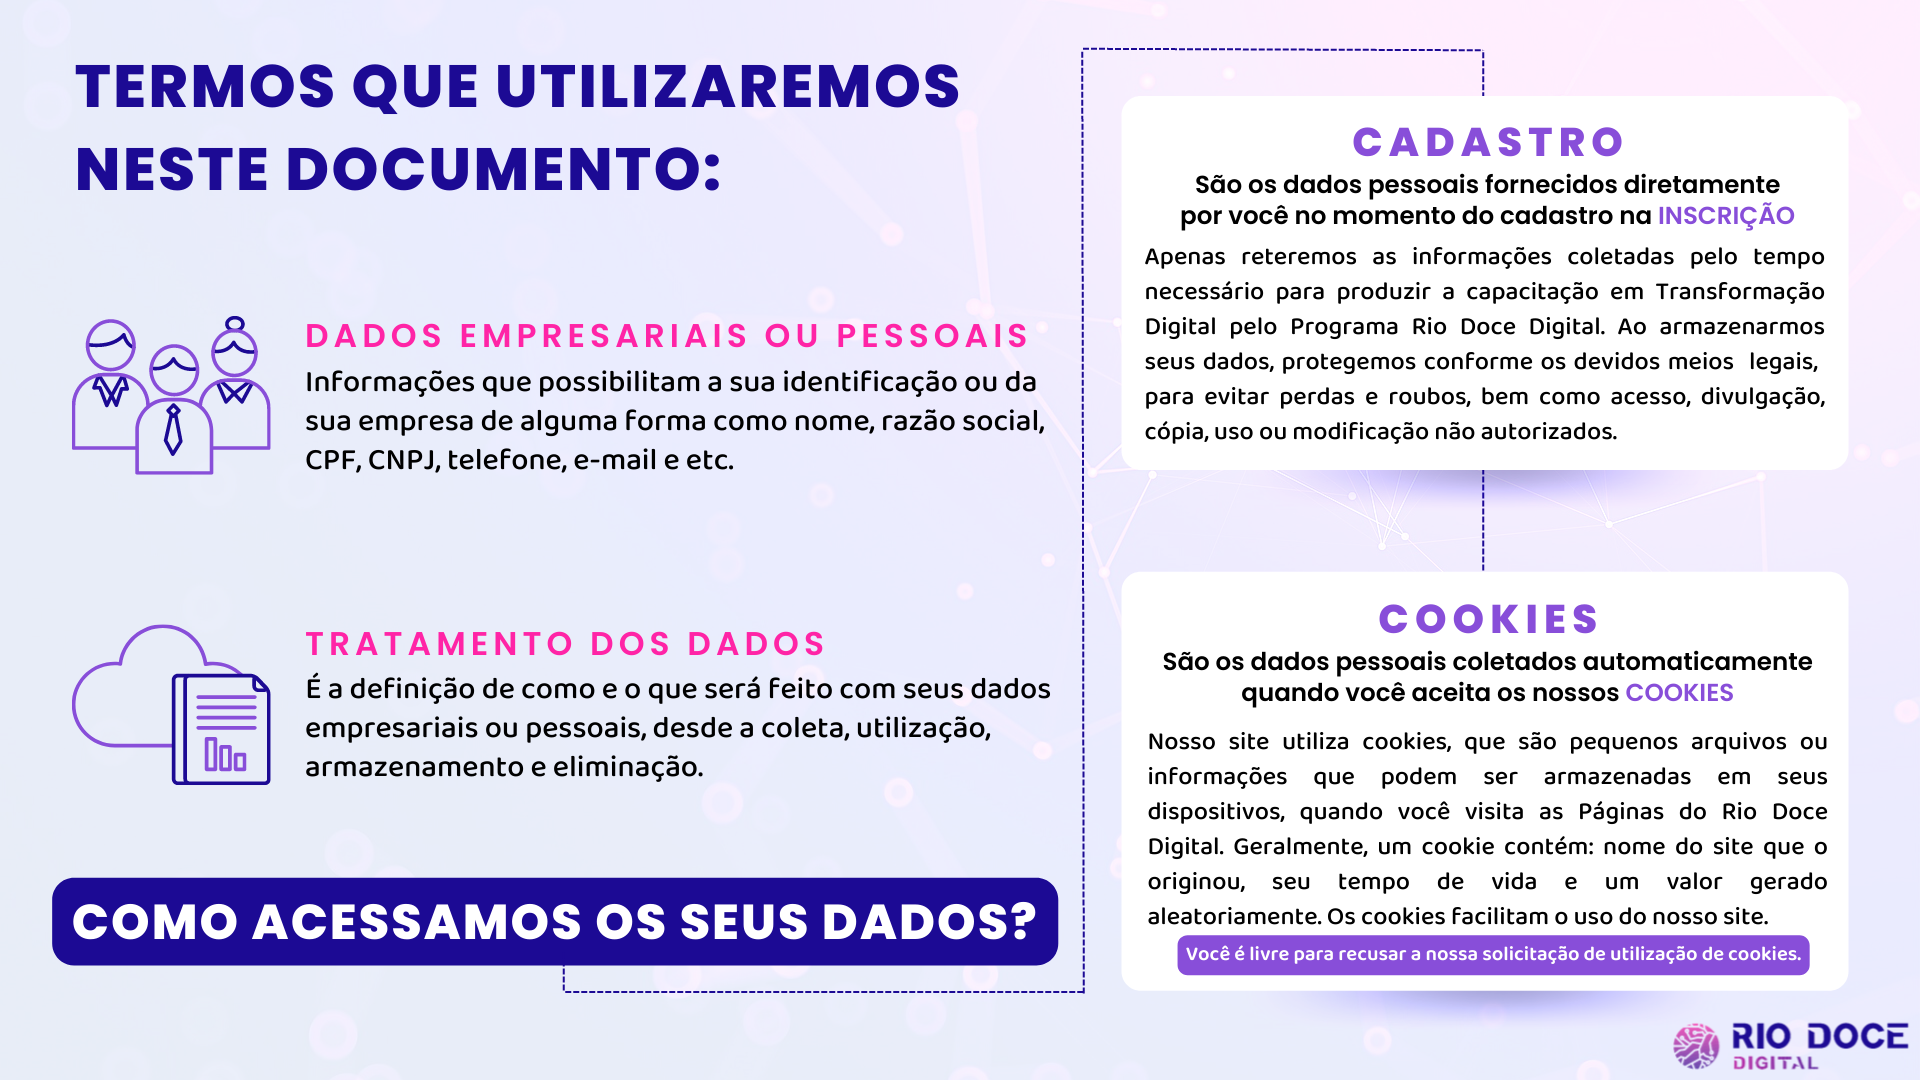 TERMOS QUE UTILIZAREMOS
NESTE DOCUMENTO:
DADOS EMPRESARIAIS OU PESSOAIS
Informações que possibilitam a sua identificação ou da
sua empresa de alguma forma como nome, razão social,
CPF, CNPJ, telefone, e-mail e etc.
TRATAMENTO DOS DADOS
É a definição de como e o que será feito com seus dados
empresariais ou pessoais, desde a coleta, utilização,
armazenamento e eliminação.
COMO ACESSAMOS OS SEUS DADOS?
CADASTRO
São os dados pessoais fornecidos diretamente
por você no momento do cadastro na INSCRIÇÃO
Apenas reteremos as informações coletadas pelo tempo
necessário para produzir a capacitação em Transformação
Digital pelo Programa Rio Doce Digital. Ao armazenarmos
seus dados, protegemos conforme os devidos meios legais,
para evitar perdas e roubos, bem como acesso, divulgação,
cópia, uso ou modificação não autorizados.
COOKIES
São os dados pessoais coletados automaticamente
quando você aceita os nossos COOKIES
Nosso site utiliza cookies, que são pequenos arquivos ou
informações que podem ser armazenadas em seus
dispositivos, quando você visita as Páginas do Rio Doce
Digital. Geralmente, um cookie contém: nome do site que o
originou, seu tempo de vida e um valor gerado
aleatoriamente. Os cookies facilitam o uso do nosso site.
Você é livre para recusar a nossa solicitação de utilização de cookies.
RIO DOCE
DIGITAL